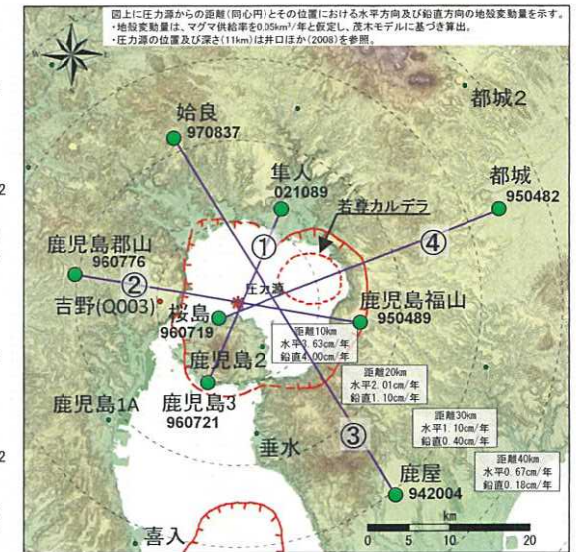 図上に圧力源からの距離(同心円)とその位置における水平方向及び鉛直方向の地殻変動量を示す。
・地殻変動量は、マグマ供給率を0.05km³/年と仮定し、茂木モデルに基づき算出。
・圧力源の位置及び深さ(11km)は井口ほか(2008)を参照。
都城2
姶良
970837
隼人
021089
都城
950482
若尊カルデラ
①
④
鹿児島郡山
960776
②
圧力源
吉野(Q003)
桜島
960719
鹿児島福山
950489
距離10km
水平3.63cm/年
鉛直4.00cm/年
鹿児島2
距離20km
水平2.01cm/年
鉛直1.10cm/年
鹿児島1A
鹿児島3
960721
距離30km
水平1.10cm/年
鉛直0.40cm/年
③
垂水
距離40km
水平0.67cm/年
鉛直0.18cm/年
鹿屋
942004
喜入
km
0 5 10 20
2
2